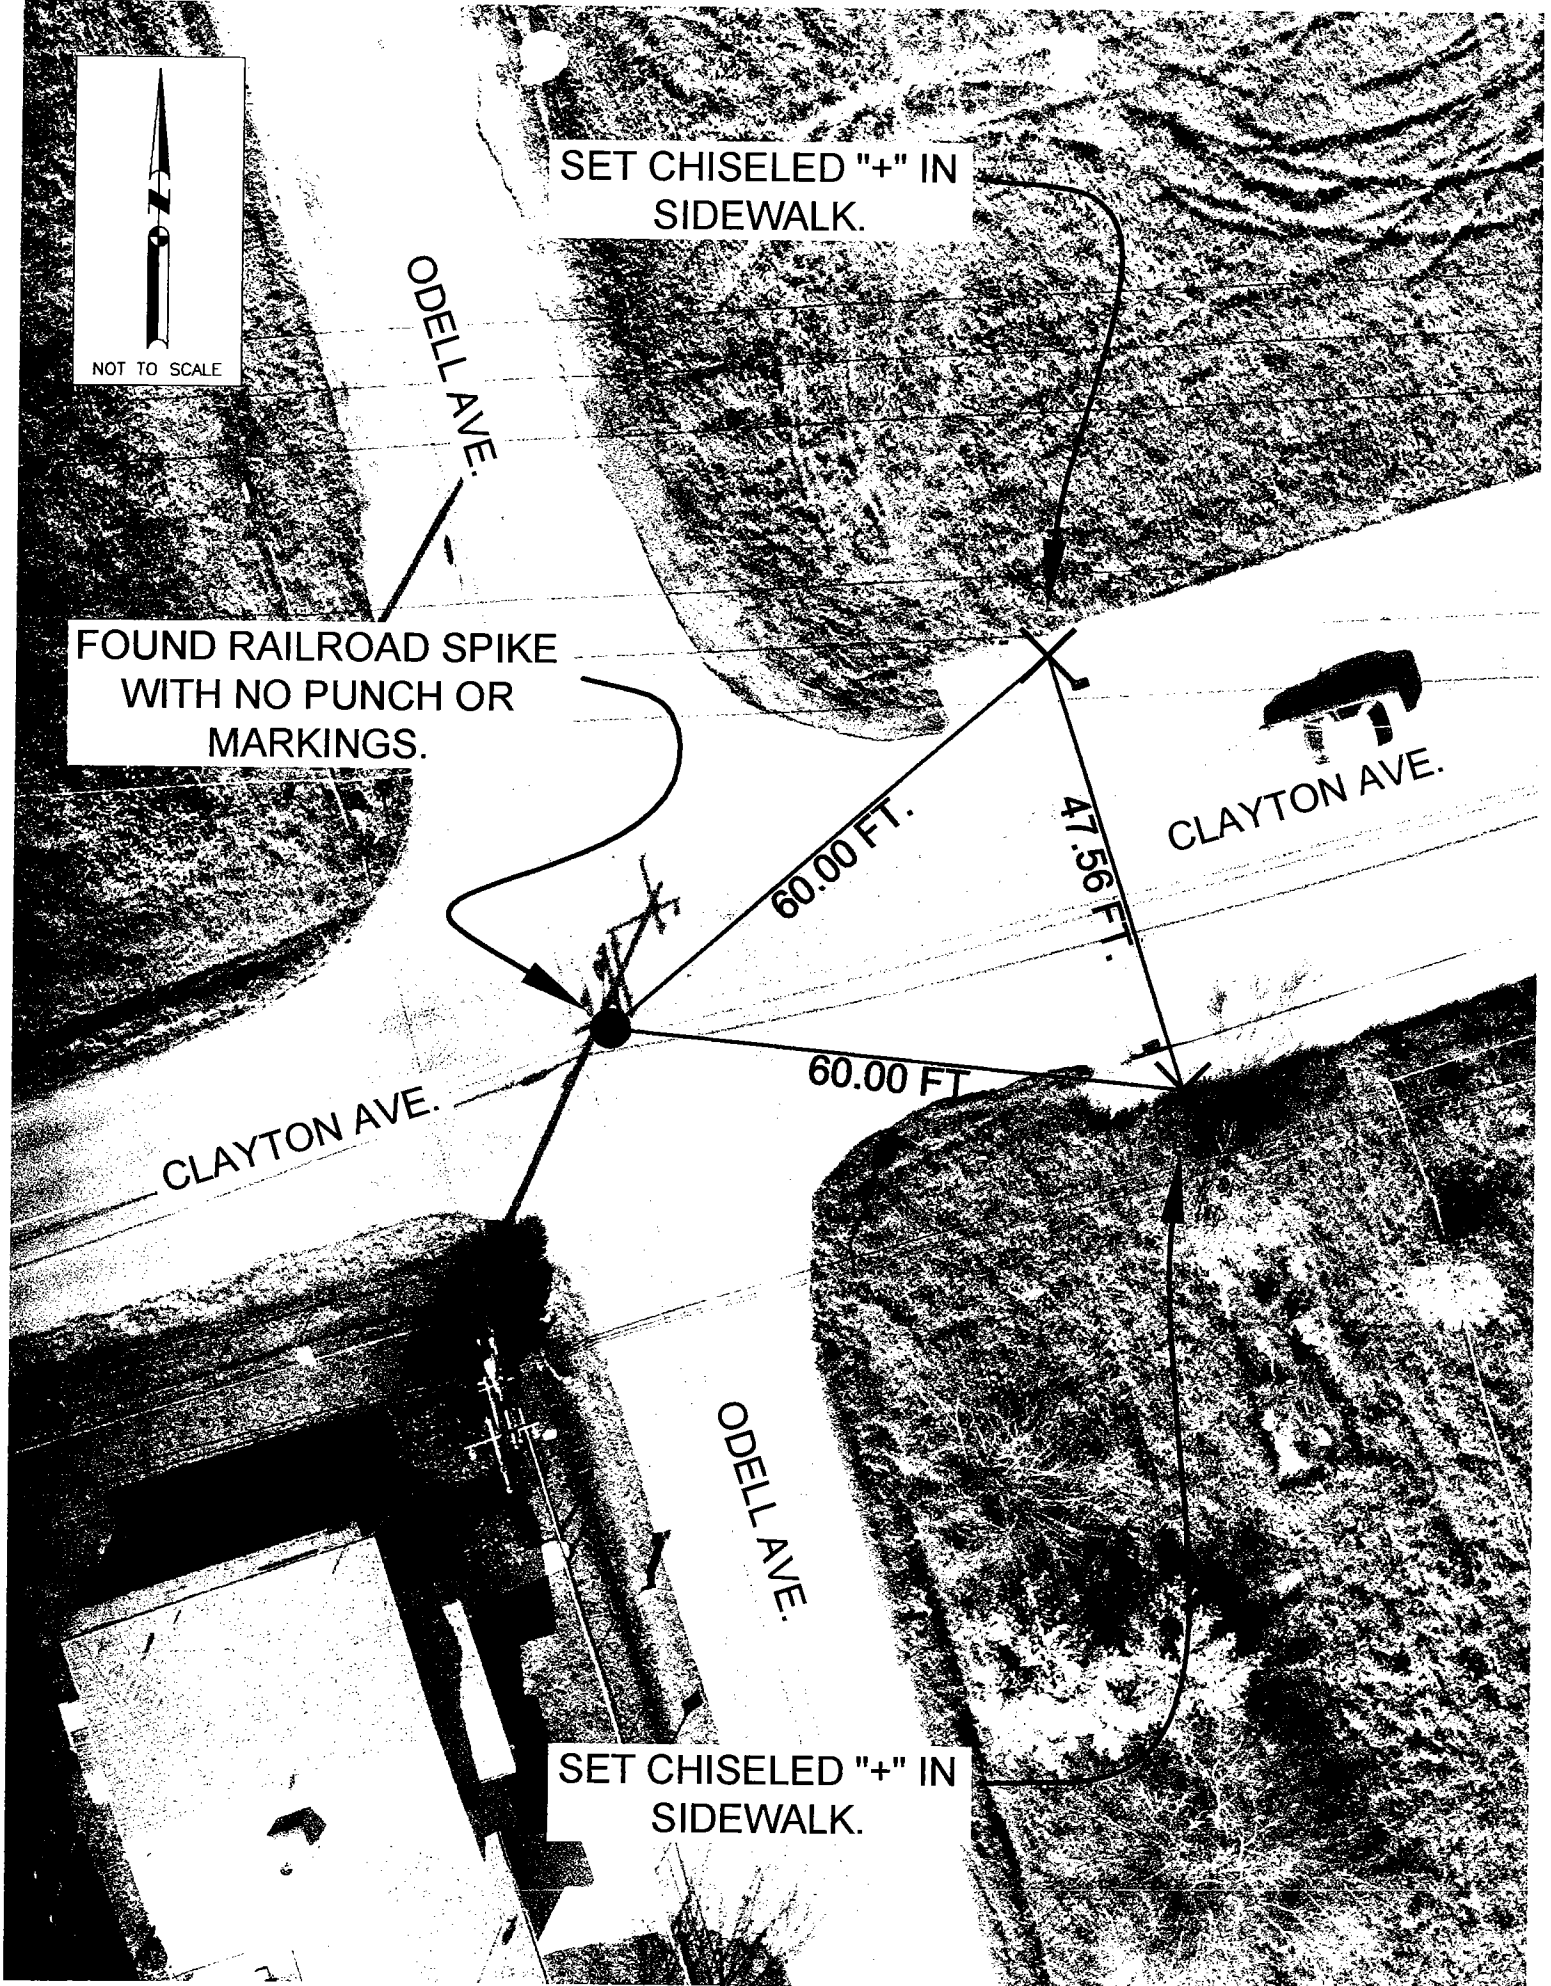 SET CHISELED "+" IN
SIDEWALK.
N
NOT TO SCALE
ODELL AVE.
FOUND RAILROAD SPIKE
WITH NO PUNCH OR
MARKINGS.
CLAYTON AVE.
60.00 FT.
47.56 FT.
60.00 FT
CLAYTON AVE.
ODELL AVE.
SET CHISELED "+" IN
SIDEWALK.